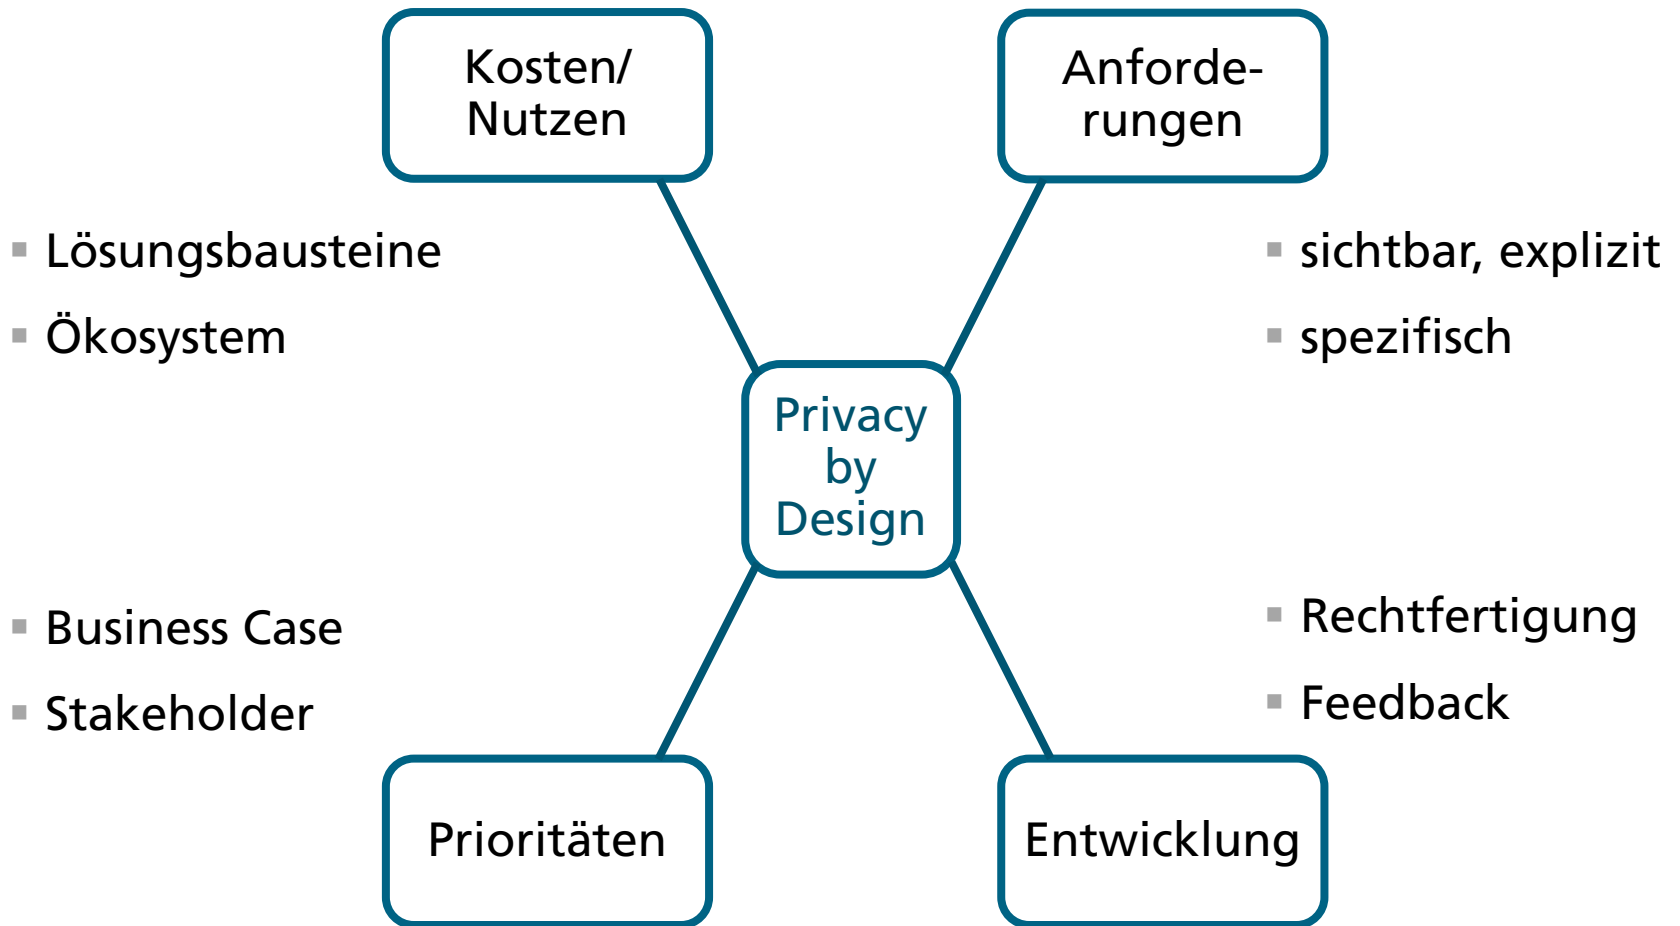 Kosten/
Nutzen
Anforde-
rungen
Lösungsbausteine
Ökosystem
sichtbar, explizit
spezifisch
Privacy
by
Design
Business Case
Stakeholder
Rechtfertigung
Feedback
Prioritäten
Entwicklung